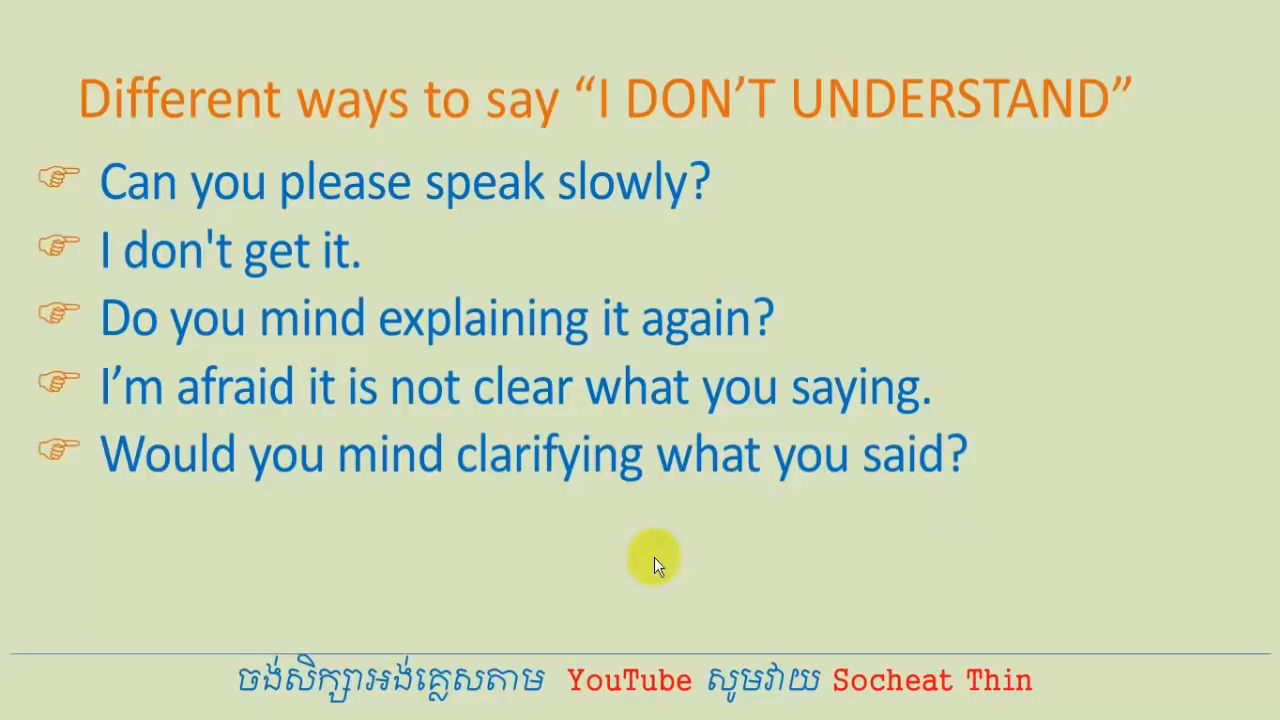 Different ways to say “I DON’T UNDERSTAND”
Can you please speak slowly?
I don't get it.
Do you mind explaining it again?
I’m afraid it is not clear what you saying.
Would you mind clarifying what you said?
ចង់សិក្សាអង់គ្លេសតាម YouTube សូមវាយ Socheat Thin